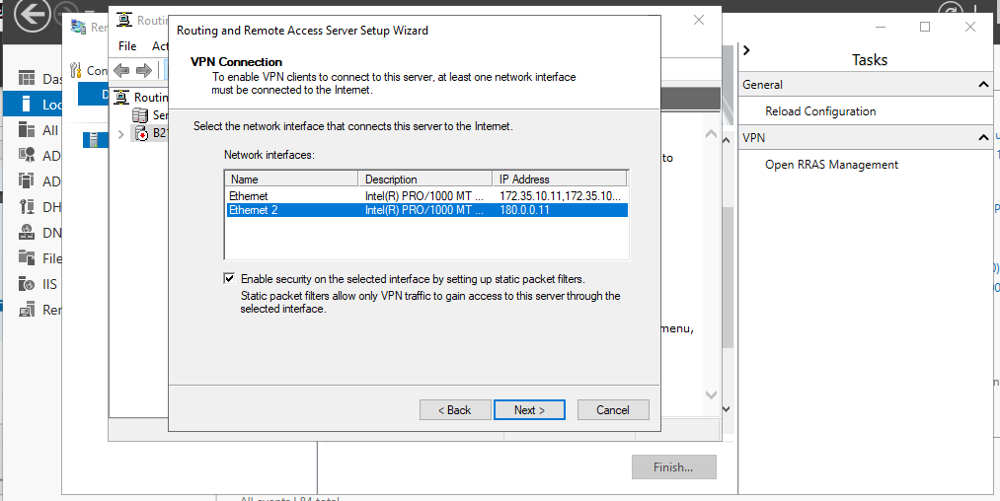 Routing and Remote Access Server Setup Wizard
VPN Connection
To enable VPN clients to connect to this server, at least one network interface
must be connected to the Internet.
Select the network interface that connects this server to the Internet.
Network interfaces:
Name Description IP Address
Ethernet Intel(R) PRO/1000 MT ... 172.35.10.11,172.35.10...
Ethernet 2 Intel(R) PRO/1000 MT ... 180.0.0.11
Enable security on the selected interface by setting up static packet filters.
Static packet filters allow only VPN traffic to gain access to this server through the
selected interface.
< Back Next > Cancel
Routin
File Act
Routin
Ser
B2
Rem
Con
D
Das
Loc
All
AD
AD
DH
DN
File
IIS
Rer
to
menu,
Finish...
Tasks
General
Reload Configuration
VPN
Open RRAS Management
All events | 84 total